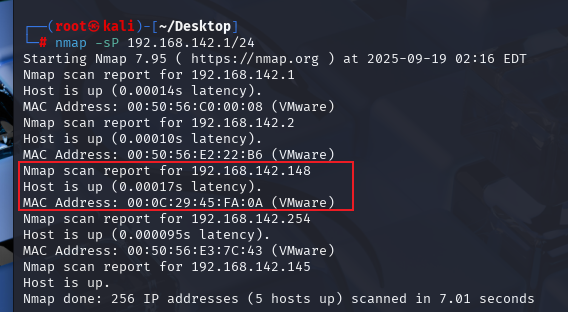 ┌──(root㉿kali)-[~/Desktop]
└─# nmap -sP 192.168.142.1/24
Starting Nmap 7.95 ( https://nmap.org ) at 2025-09-19 02:16 EDT
Nmap scan report for 192.168.142.1
Host is up (0.00014s latency).
MAC Address: 00:50:56:C0:00:08 (VMware)
Nmap scan report for 192.168.142.2
Host is up (0.00010s latency).
MAC Address: 00:50:56:E2:22:B6 (VMware)
Nmap scan report for 192.168.142.148
Host is up (0.00017s latency).
MAC Address: 00:0C:29:45:FA:0A (VMware)
Nmap scan report for 192.168.142.254
Host is up (0.000095s latency).
MAC Address: 00:50:56:E3:7C:43 (VMware)
Nmap scan report for 192.168.142.145
Host is up.
Nmap done: 256 IP addresses (5 hosts up) scanned in 7.01 seconds